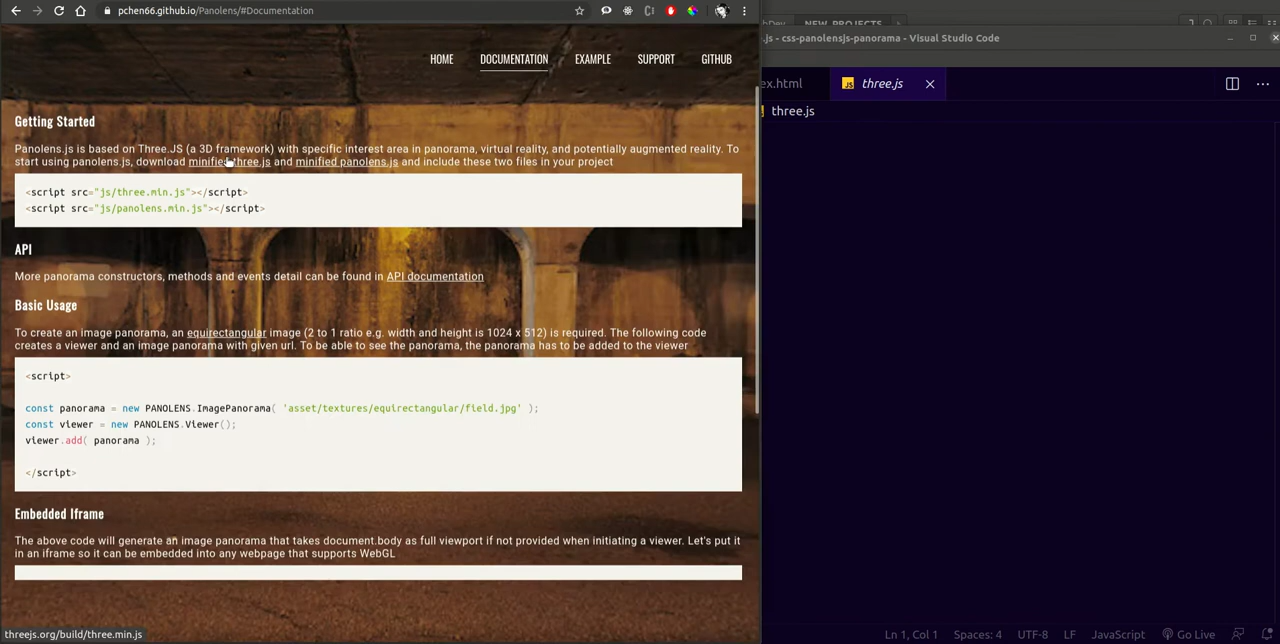 pchen66.github.io/Panolens/#Documentation
HOME
DOCUMENTATION
EXAMPLE
SUPPORT
GITHUB
Getting Started
Panolens.js is based on Three.JS (a 3D framework) with specific interest area in panorama, virtual reality, and potentially augmented reality. To
start using panolens.js, download minified three.js and minified panolens.js and include these two files in your project
<script src="js/three.min.js"></script>
<script src="js/panolens.min.js"></script>
API
More panorama constructors, methods and events detail can be found in API documentation
Basic Usage
To create an image panorama, an equirectangular image (2 to 1 ratio e.g. width and height is 1024 x 512) is required. The following code
creates a viewer and an image panorama with given url. To be able to see the panorama, the panorama has to be added to the viewer
<script>
const panorama = new PANOLENS.ImagePanorama( 'asset/textures/equirectangular/field.jpg' );
const viewer = new PANOLENS.Viewer();
viewer.add( panorama );
</script>
Embedded Iframe
The above code will generate an image panorama that takes document.body as full viewport if not provided when initiating a viewer. Let's put it
in an iframe so it can be embedded into any webpage that supports WebGL
threejs.org/build/three.min.js
NEW_PROJECTS
.js - css-panolensjs-panorama - Visual Studio Code
ex.html
JS three.js
three.js
Ln 1, Col 1
Spaces: 4
UTF-8
LF
JavaScript
Go Live